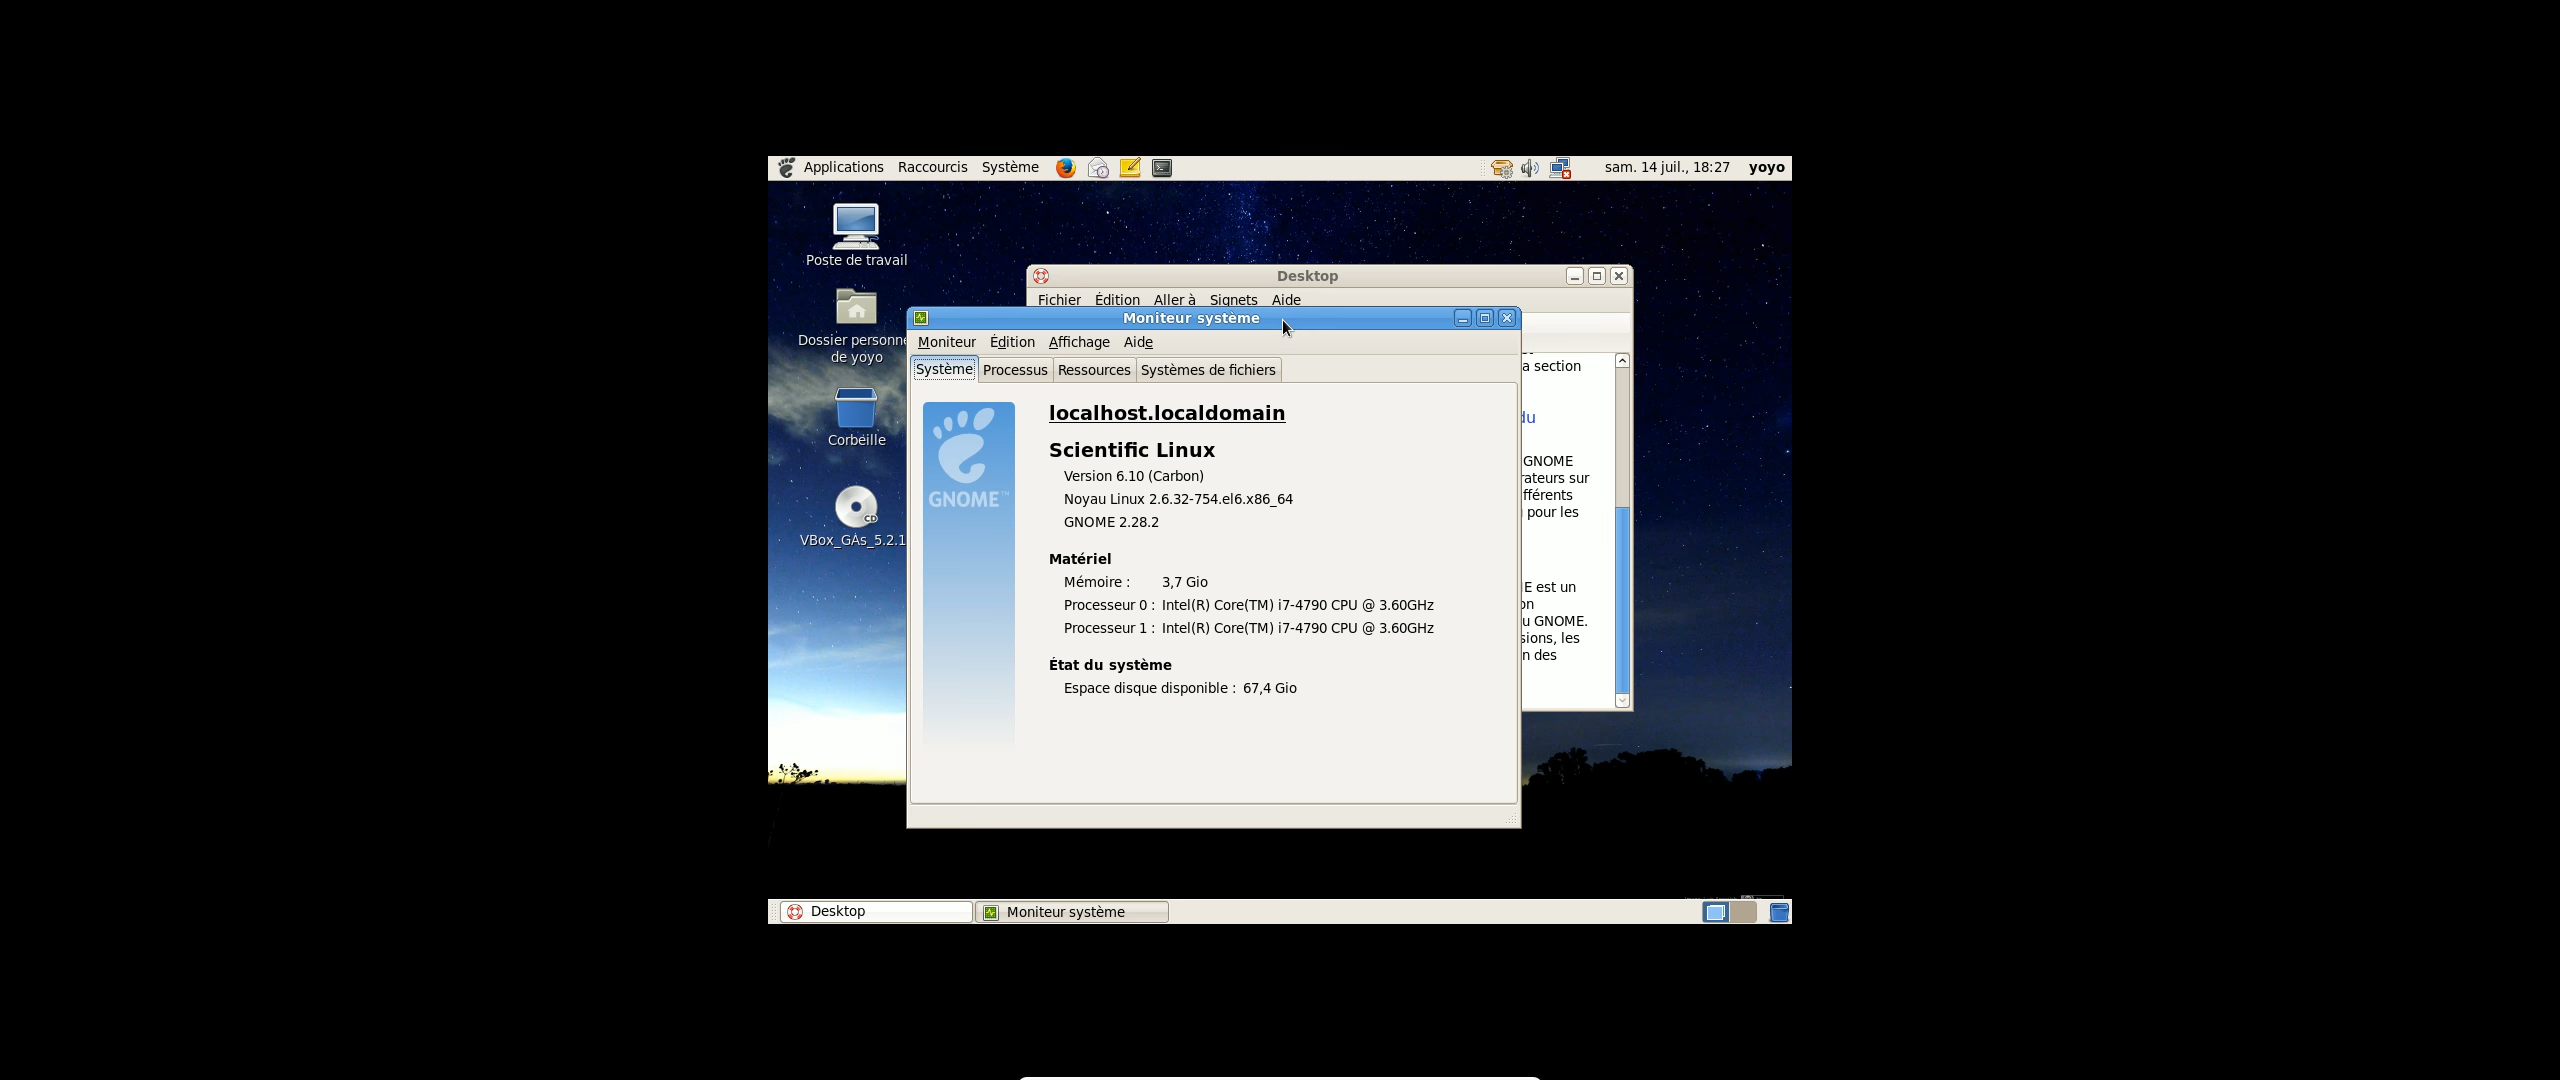 Applications Raccourcis Système
sam. 14 juil., 18:27 yoyo
Poste de travail
Dossier personne
de yoyo
Corbeille
VBox_GAs_5.2.1
CD
Desktop
Fichier Édition Aller à Signets Aide
Moniteur système
Moniteur Édition Affichage Aide
Système Processus Ressources Systèmes de fichiers
GNOME™
localhost.localdomain
Scientific Linux
Version 6.10 (Carbon)
Noyau Linux 2.6.32-754.el6.x86_64
GNOME 2.28.2
Matériel
Mémoire : 3,7 Gio
Processeur 0 : Intel(R) Core(TM) i7-4790 CPU @ 3.60GHz
Processeur 1 : Intel(R) Core(TM) i7-4790 CPU @ 3.60GHz
État du système
Espace disque disponible : 67,4 Gio
a section
du
GNOME
rateurs sur
fférents
pour les
E est un
on
u GNOME.
sions, les
n des
Desktop Moniteur système